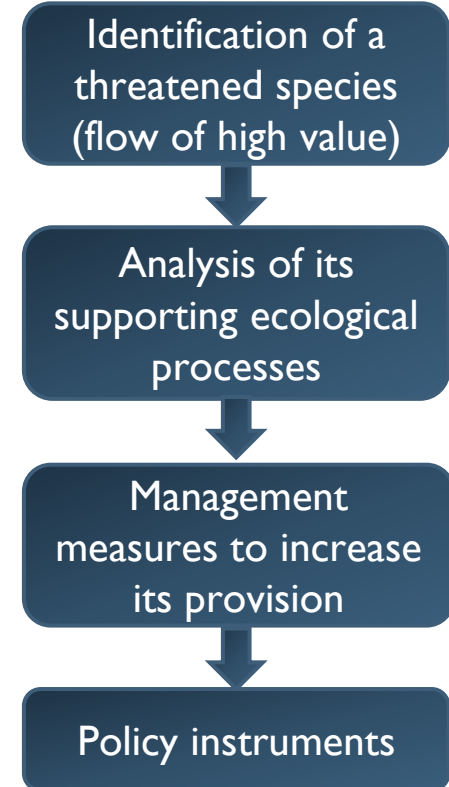 Identification of a
threatened species
(flow of high value)
Analysis of its
supporting ecological
processes
Management
measures to increase
its provision
Policy instruments